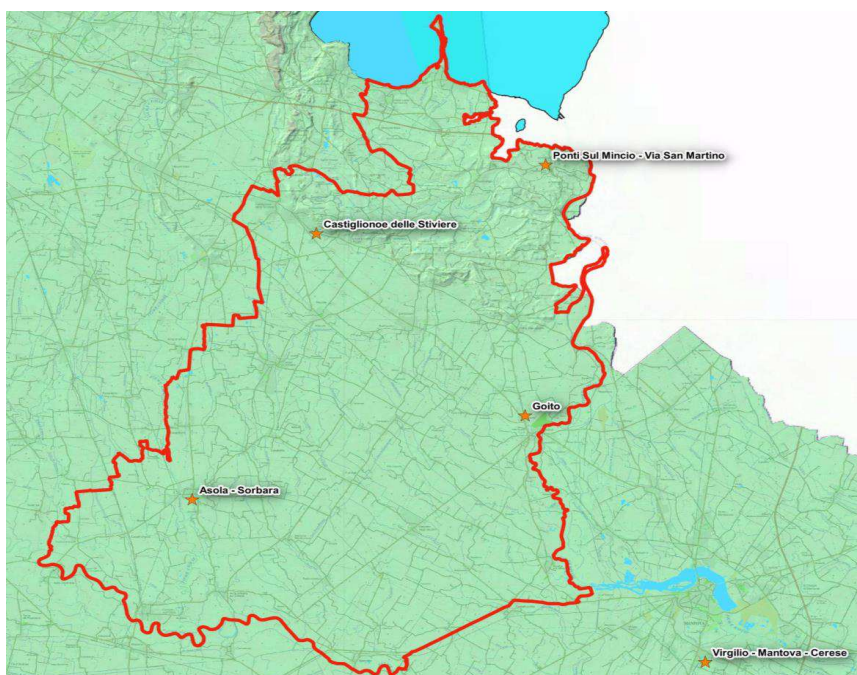 Ponti Sul Mincio - Via San Martino
Castiglionoe delle Stiviere
Goito
Asola - Sorbara
Virgilio - Mantova - Cerese